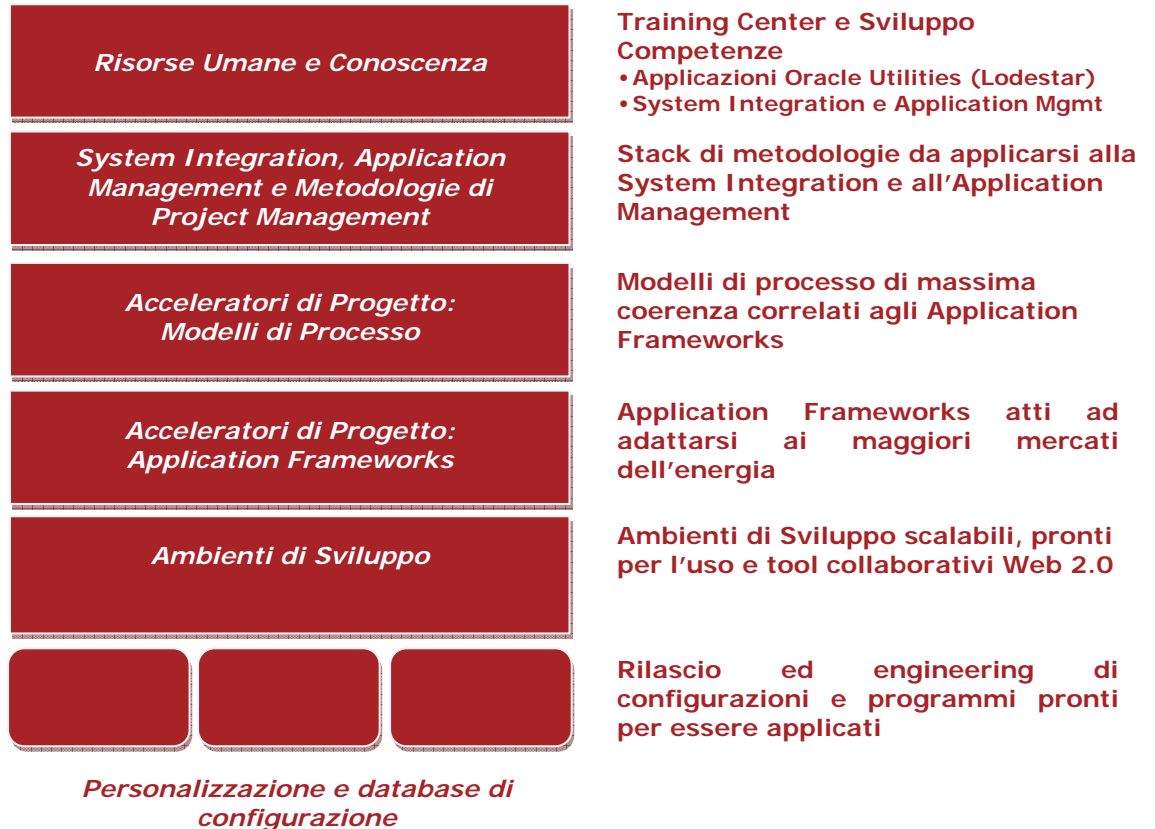 Risorse Umane e Conoscenza
Training Center e Sviluppo
Competenze
• Applicazioni Oracle Utilities (Lodestar)
• System Integration e Application Mgmt
System Integration, Application
Management e Metodologie di
Project Management
Stack di metodologie da applicarsi alla
System Integration e all'Application
Management
Acceleratori di Progetto:
Modelli di Processo
Modelli di processo di massima
coerenza correlati agli Application
Frameworks
Acceleratori di Progetto:
Application Frameworks
Application Frameworks atti ad
adattarsi ai maggiori mercati
dell'energia
Ambienti di Sviluppo
Ambienti di Sviluppo scalabili, pronti
per l'uso e tool collaborativi Web 2.0
Rilascio ed engineering di
configurazioni e programmi pronti
per essere applicati
Personalizzazione e database di
configurazione